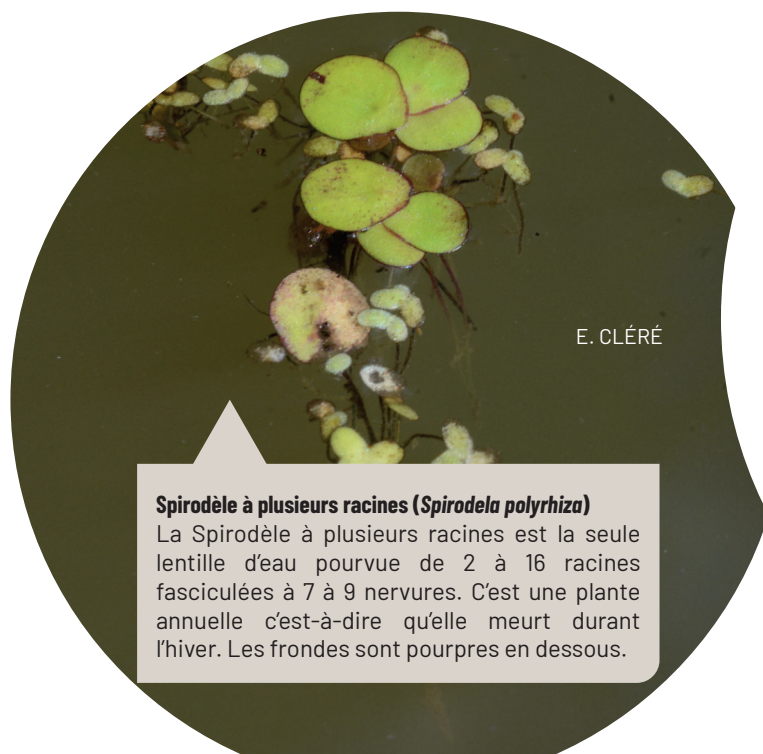 E. CLÉRÉ
Spirodèle à plusieurs racines (Spirodela polyrhiza)
La Spirodèle à plusieurs racines est la seule
lentille d'eau pourvue de 2 à 16 racines
fasciculées à 7 à 9 nervures. C'est une plante
annuelle c'est-à-dire qu'elle meurt durant
l'hiver. Les frondes sont pourpres en dessous.